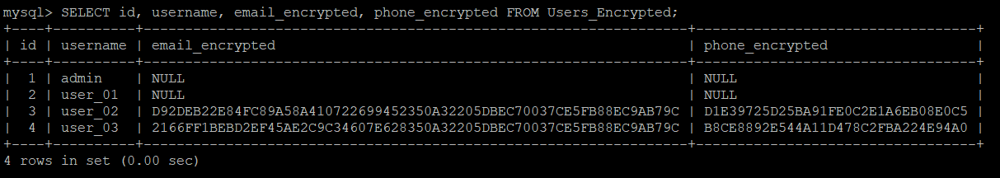 mysql> SELECT id, username, email_encrypted, phone_encrypted FROM Users_Encrypted;
+----+----------+------------------------------------------------------------------+----------------------------------+
| id | username | email_encrypted                                                  | phone_encrypted                  |
+----+----------+------------------------------------------------------------------+----------------------------------+
|  1 | admin    | NULL                                                             | NULL                             |
|  2 | user_01  | NULL                                                             | NULL                             |
|  3 | user_02  | D92DEB22E84FC89A58A410722699452350A32205DBEC70037CE5FB88EC9AB79C | D1E39725D25BA91FE0C2E1A6EB08E0C5 |
|  4 | user_03  | 2166FF1BEBD2EF45AE2C9C34607E628350A32205DBEC70037CE5FB88EC9AB79C | B8CE8892E544A11D478C2FBA224E94A0 |
+----+----------+------------------------------------------------------------------+----------------------------------+
4 rows in set (0.00 sec)